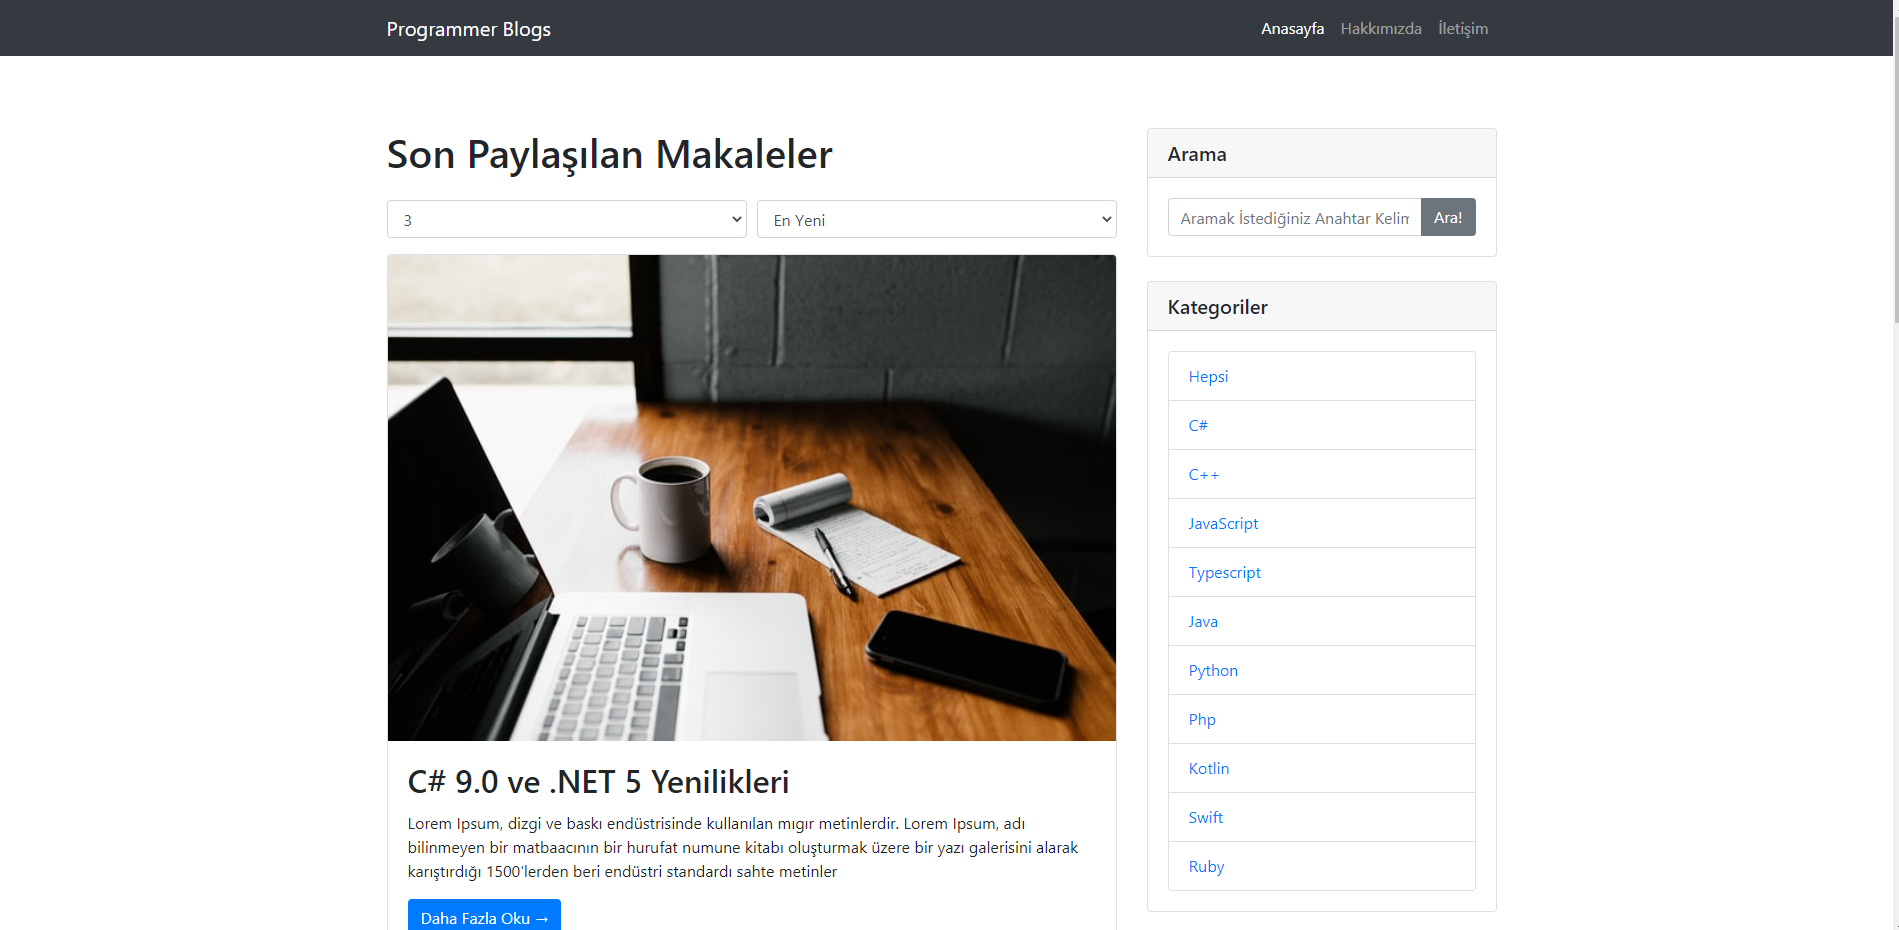 Programmer Blogs
Anasayfa Hakkımızda İletişim
Son Paylaşılan Makaleler
3
En Yeni
C# 9.0 ve .NET 5 Yenilikleri
Lorem Ipsum, dizgi ve baskı endüstrisinde kullanılan mıgır metinlerdir. Lorem Ipsum, adı
bilinmeyen bir matbaacının bir hurufat numune kitabı oluşturmak üzere bir yazı galerisini alarak
karıştırdığı 1500'lerden beri endüstri standardı sahte metinler
Daha Fazla Oku →
Arama
Aramak İstediğiniz Anahtar Kelim
Ara!
Kategoriler
Hepsi
C#
C++
JavaScript
Typescript
Java
Python
Php
Kotlin
Swift
Ruby